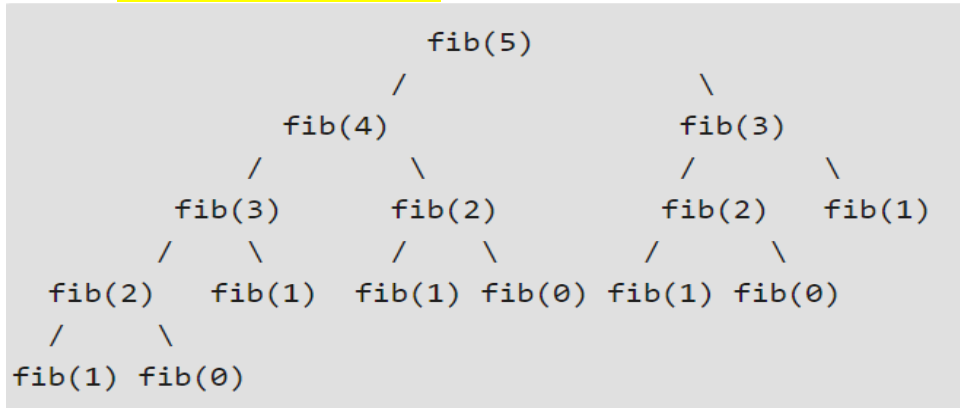 fib(5)
/ \
fib(4) fib(3)
/ \ / \
fib(3) fib(2) fib(2) fib(1)
/ \ / \ / \
fib(2) fib(1) fib(1) fib(0) fib(1) fib(0)
/ \
fib(1) fib(0)